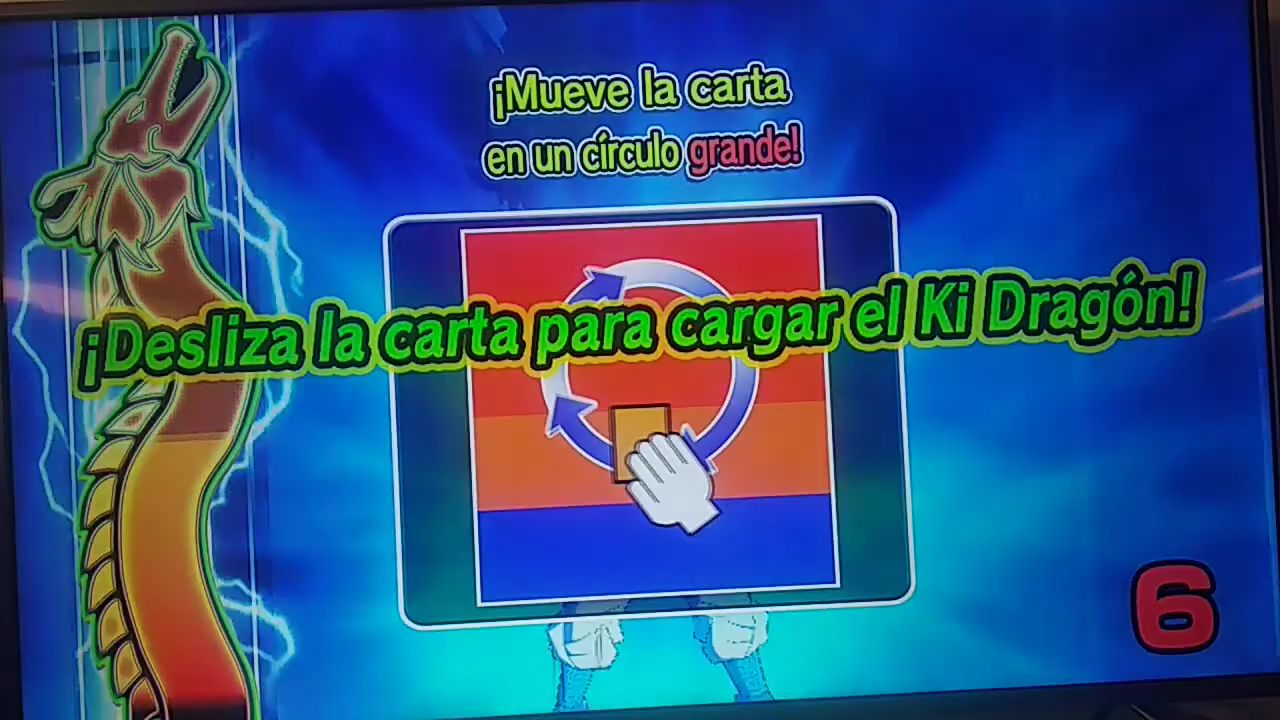 ¡Mueve la carta
en un círculo grande!
¡Desliza la carta para cargar el Ki Dragón!
6